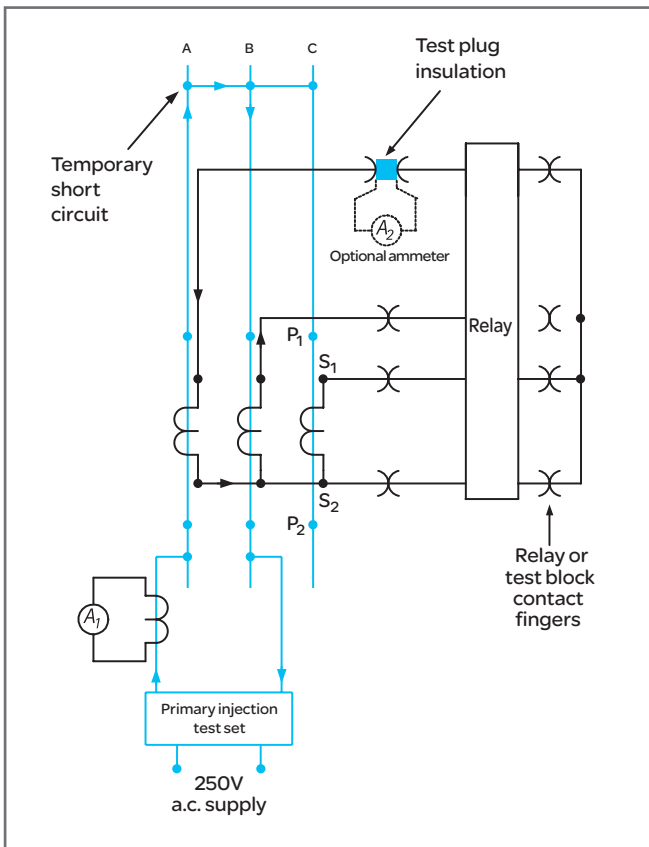 A B C
Test plug
insulation
Temporary
short
circuit
A2
Optional ammeter
Relay
P1
S1
S2
P2
A1
Relay or
test block
contact
fingers
Primary injection
test set
250V
a.c. supply